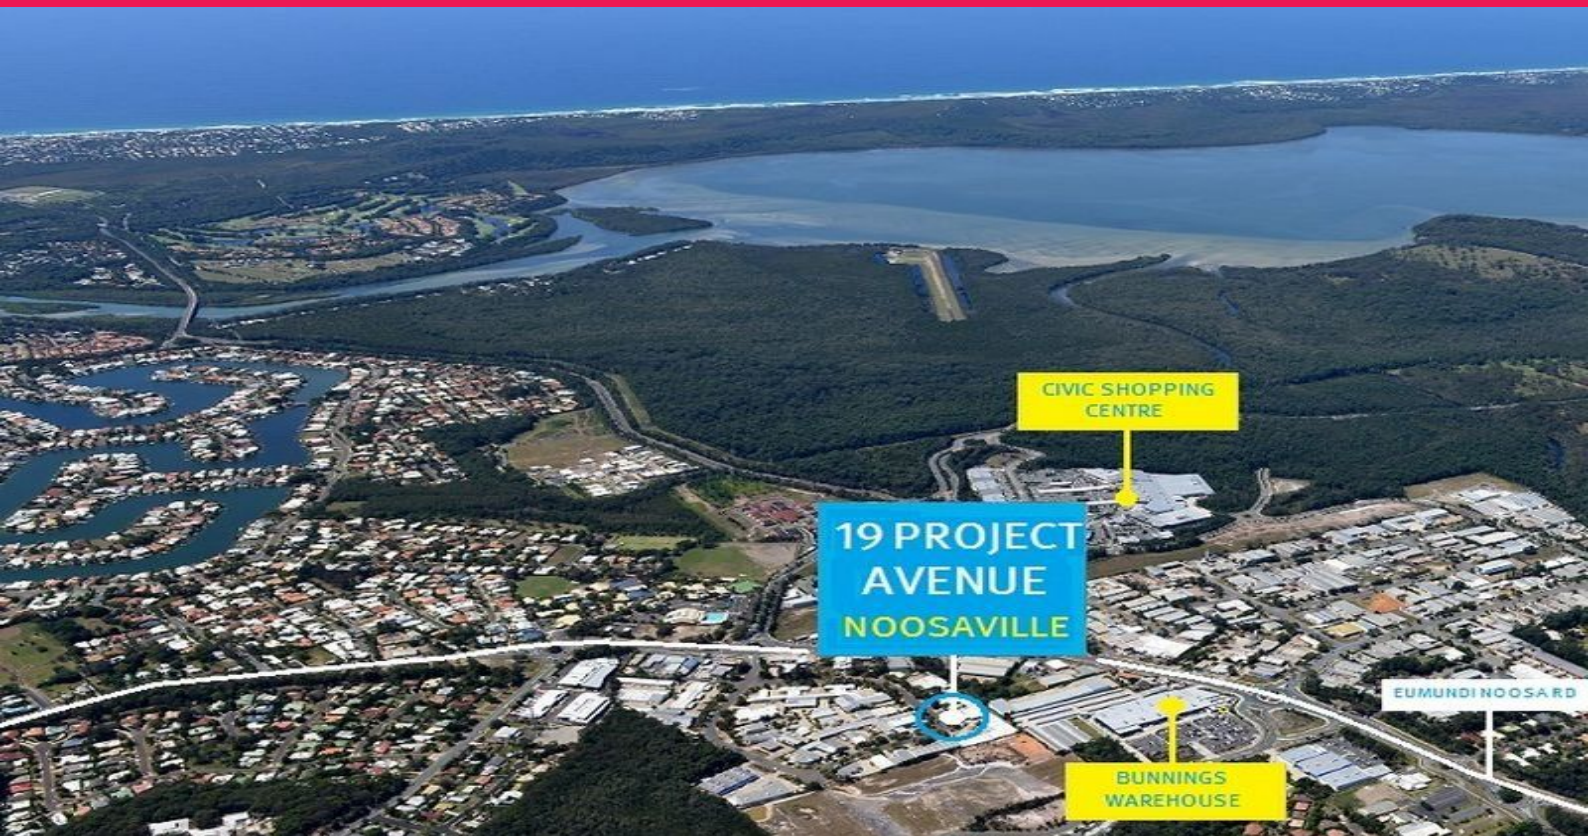 CIVIC SHOPPING
CENTRE
19 PROJECT
AVENUE
NOOSAVILLE
EUMUNDI NOOSA RD
BUNNINGS
WAREHOUSE